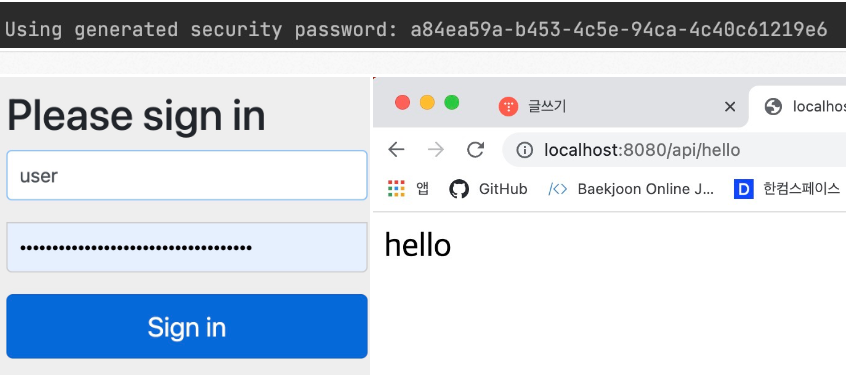 Using generated security password: a84ea59a-b453-4c5e-94ca-4c40c61219e6
Please sign in
user
••••••••••••••••••••••••••••••••••••
Sign in
글쓰기
localhos
localhost:8080/api/hello
앱 GitHub Baekjoon Online J... D 한컴스페이스
hello